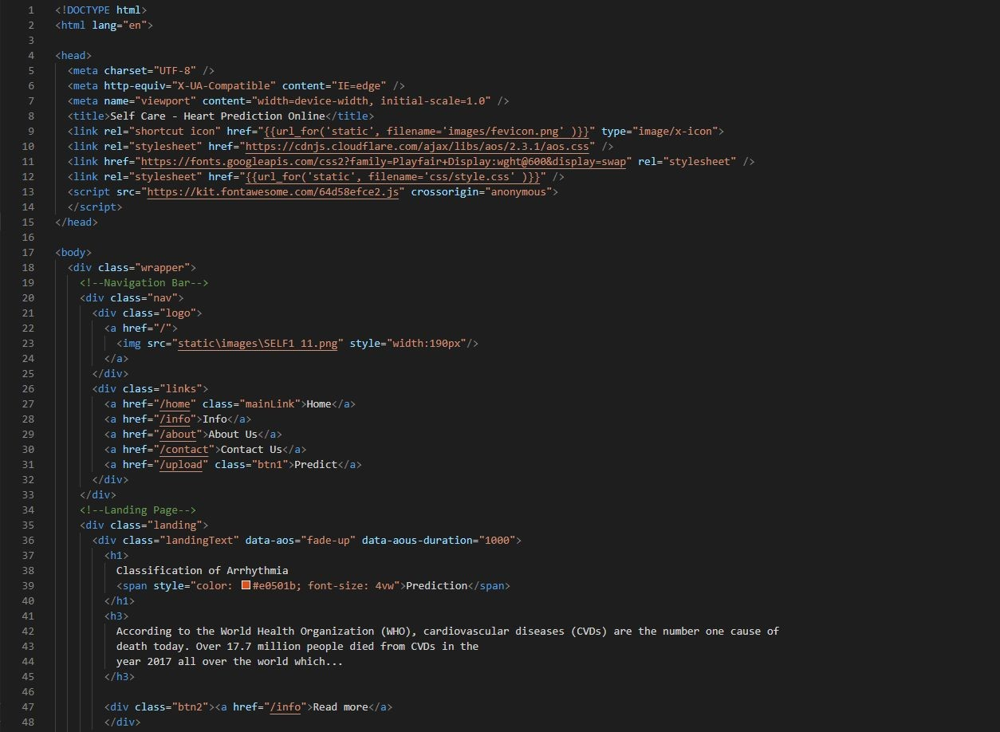 1 <!DOCTYPE html>
2 <html lang="en">
3
4 <head>
5 <meta charset="UTF-8" />
6 <meta http-equiv="X-UA-Compatible" content="IE=edge" />
7 <meta name="viewport" content="width=device-width, initial-scale=1.0" />
8 <title>Self Care - Heart Prediction Online</title>
9 <link rel="shortcut icon" href="{{url_for('static', filename='images/fevicon.png' )}}" type="image/x-icon">
10 <link rel="stylesheet" href="https://cdnjs.cloudflare.com/ajax/libs/aos/2.3.1/aos.css" />
11 <link href="https://fonts.googleapis.com/css2?family=Playfair+Display:wght@600&display=swap" rel="stylesheet" />
12 <link rel="stylesheet" href="{{url_for('static', filename='css/style.css' )}}" />
13 <script src="https://kit.fontawesome.com/64d58efce2.js" crossorigin="anonymous">
14 </script>
15 </head>
16
17 <body>
18 <div class="wrapper">
19 <!--Navigation Bar-->
20 <div class="nav">
21 <div class="logo">
22 <a href="/">
23 <img src="static\images\SELF1 11.png" style="width:190px"/>
24 </a>
25 </div>
26 <div class="links">
27 <a href="/home" class="mainLink">Home</a>
28 <a href="/info">Info</a>
29 <a href="/about">About Us</a>
30 <a href="/contact">Contact Us</a>
31 <a href="/upload" class="btn1">Predict</a>
32 </div>
33 </div>
34 <!--Landing Page-->
35 <div class="landing">
36 <div class="landingText" data-aos="fade-up" data-aous-duration="1000">
37 <h1>
38 Classification of Arrhythmia
39 <span style="color: #e0501b; font-size: 4vw">Prediction</span>
40 </h1>
41 <h3>
42 According to the World Health Organization (WHO), cardiovascular diseases (CVDs) are the number one cause of
43 death today. Over 17.7 million people died from CVDs in the
44 year 2017 all over the world which...
45 </h3>
46
47 <div class="btn2"><a href="/info">Read more</a>
48 </div>